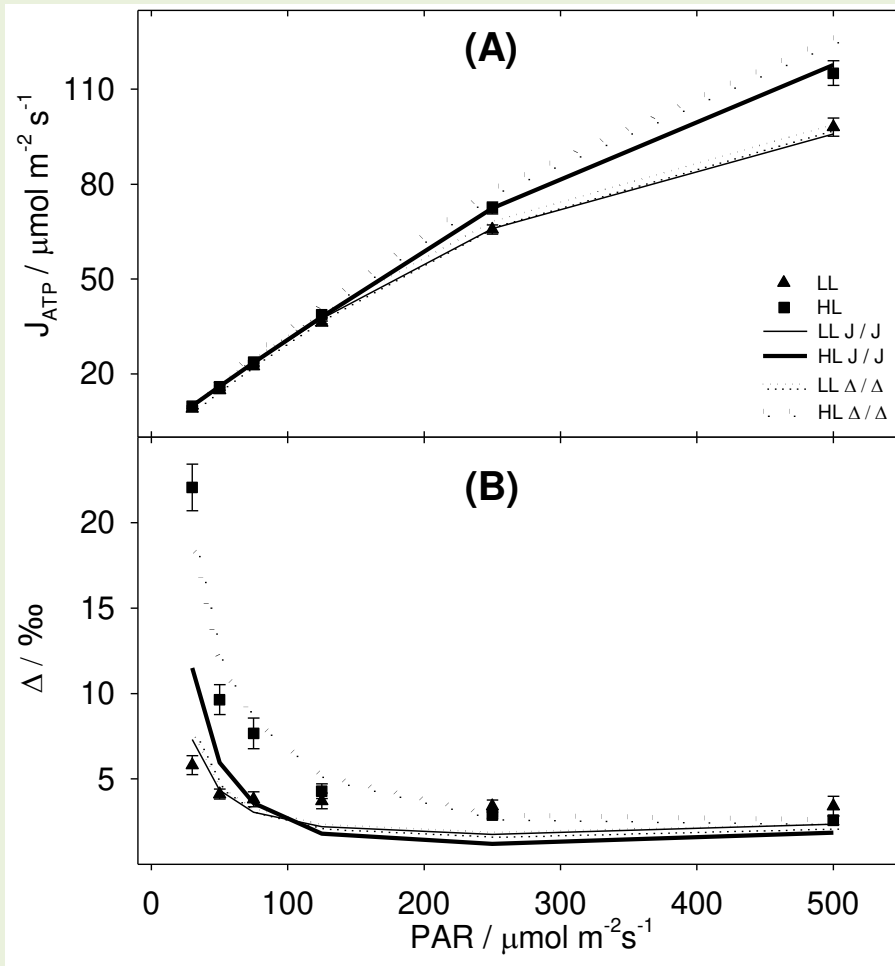 (A)
J_ATP / μmol m⁻² s⁻¹
110
80
50
20
LL
HL
LL J / J
HL J / J
LL Δ / Δ
HL Δ / Δ
(B)
Δ / ‰
20
15
10
5
0 100 200 300 400 500
PAR / μmol m⁻²s⁻¹